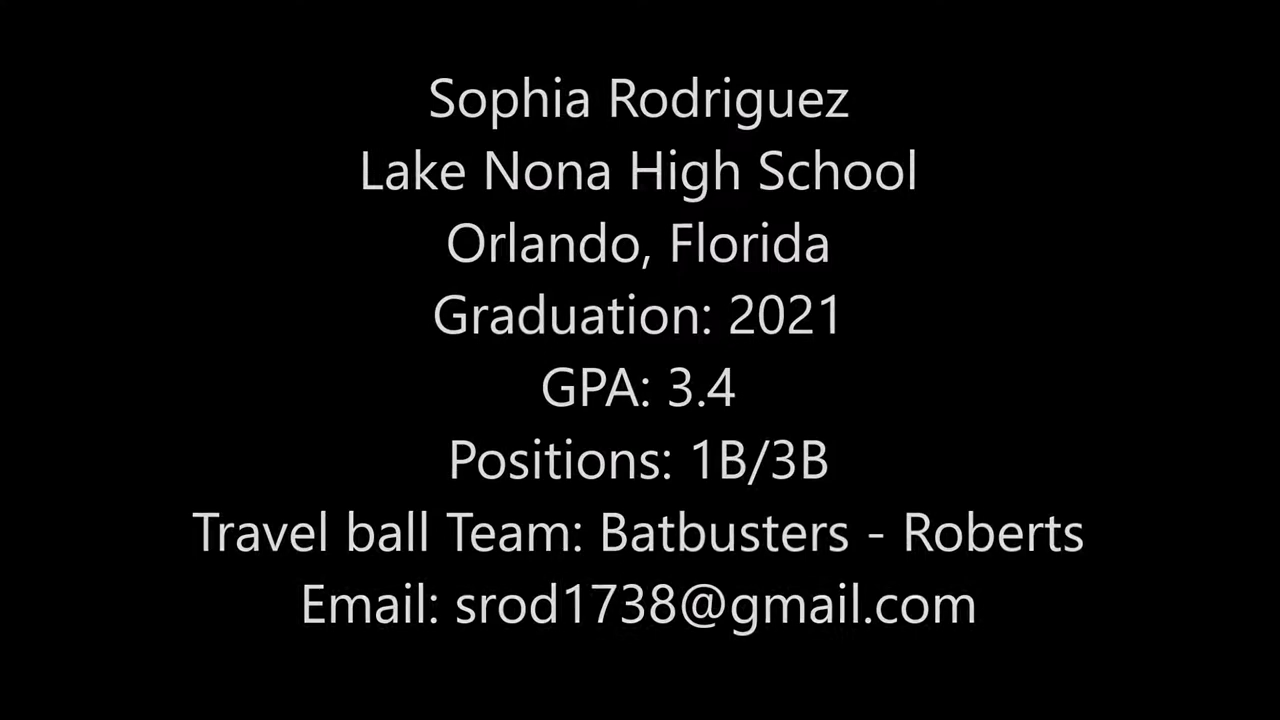 Sophia Rodriguez
Lake Nona High School
Orlando, Florida
Graduation: 2021
GPA: 3.4
Positions: 1B/3B
Travel ball Team: Batbusters - Roberts
Email: srod1738@gmail.com